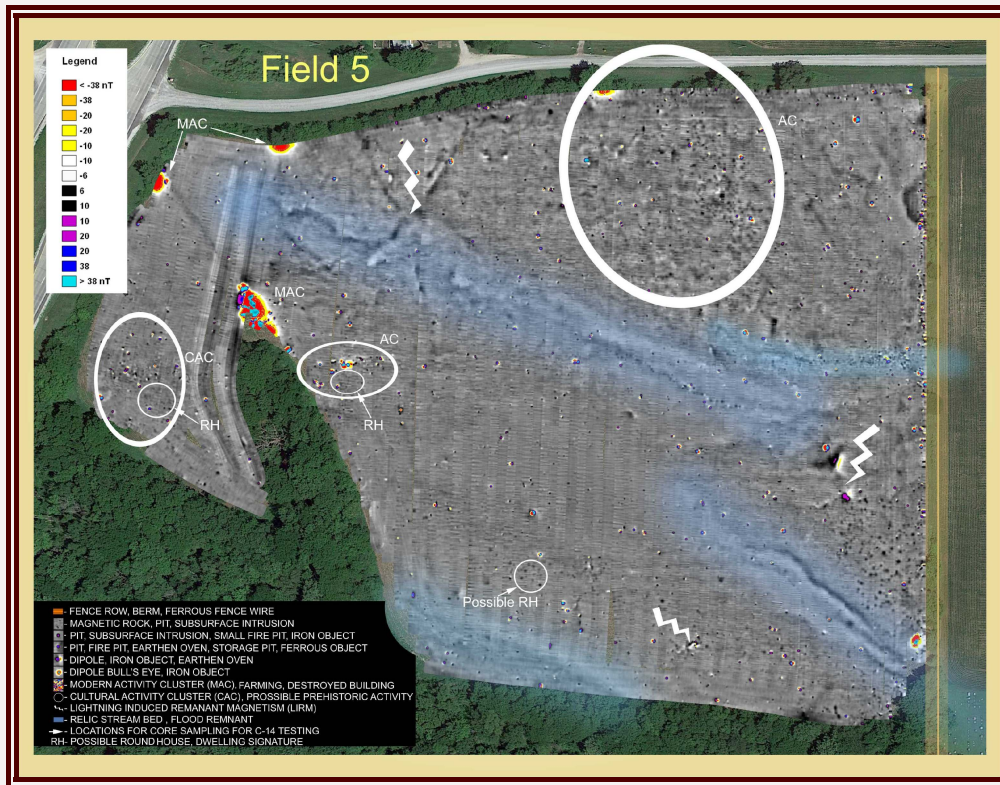 Field 5
Legend
< -38 nT
-38
-20
-10
-10
-6
6
10
10
20
20
38
> 38 nT
MAC
AC
MAC
AC
CAC
RH
RH
Possible RH
- FENCE ROW, BERM, FERROUS FENCE WIRE
- MAGNETIC ROCK, PIT, SUBSURFACE INTRUSION
- PIT, SUBSURFACE INTRUSION, SMALL FIRE PIT, IRON OBJECT
- PIT, FIRE PIT, EARTHEN OVEN, STORAGE PIT, FERROUS OBJECT
- DIPOLE, IRON OBJECT, EARTHEN OVEN
- DIPOLE BULL'S EYE, IRON OBJECT
- MODERN ACTIVITY CLUSTER (MAC), FARMING, DESTROYED BUILDING
- CULTURAL ACTIVITY CLUSTER (CAC), PROSSIBLE PREHISTORIC ACTIVITY
- LIGHTNING INDUCED REMANANT MAGNETISM (LIRM)
- RELIC STREAM BED , FLOOD REMNANT
- LOCATIONS FOR CORE SAMPLING FOR C-14 TESTING
RH- POSSIBLE ROUND HOUSE, DWELLING SIGNATURE